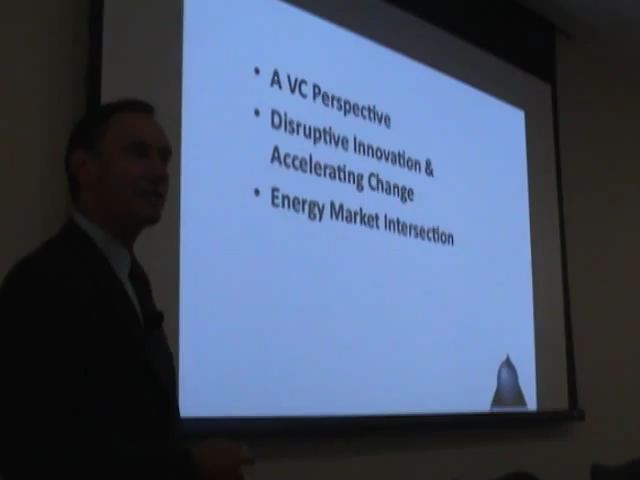 • A VC Perspective
• Disruptive Innovation &
Accelerating Change
• Energy Market Intersection